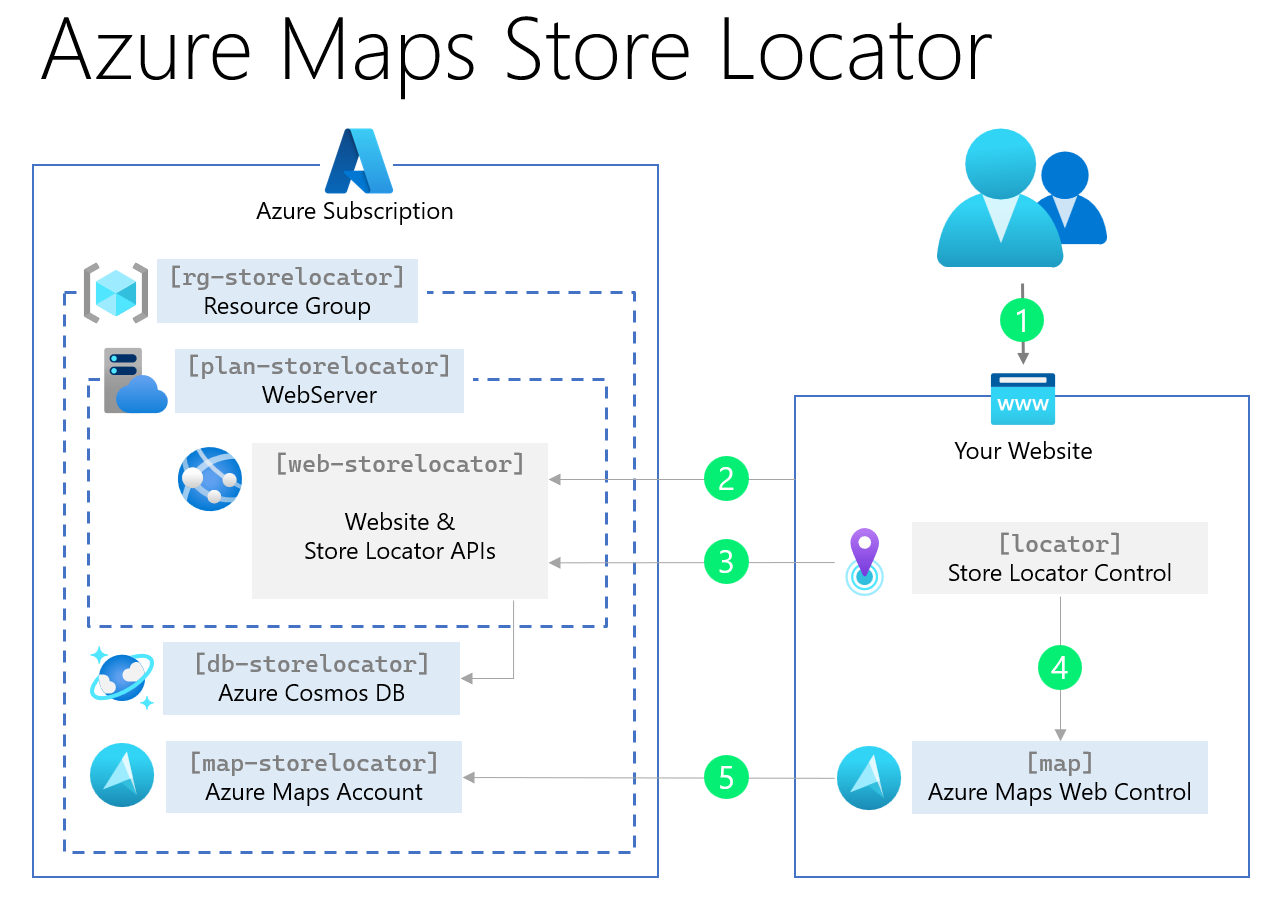 Azure Maps Store Locator
Azure Subscription
[rg-storelocator]
Resource Group
[plan-storelocator]
WebServer
[web-storelocator]
Website &
Store Locator APIs
[db-storelocator]
Azure Cosmos DB
[map-storelocator]
Azure Maps Account
1
WWW
Your Website
2
3
[locator]
Store Locator Control
4
5
[map]
Azure Maps Web Control